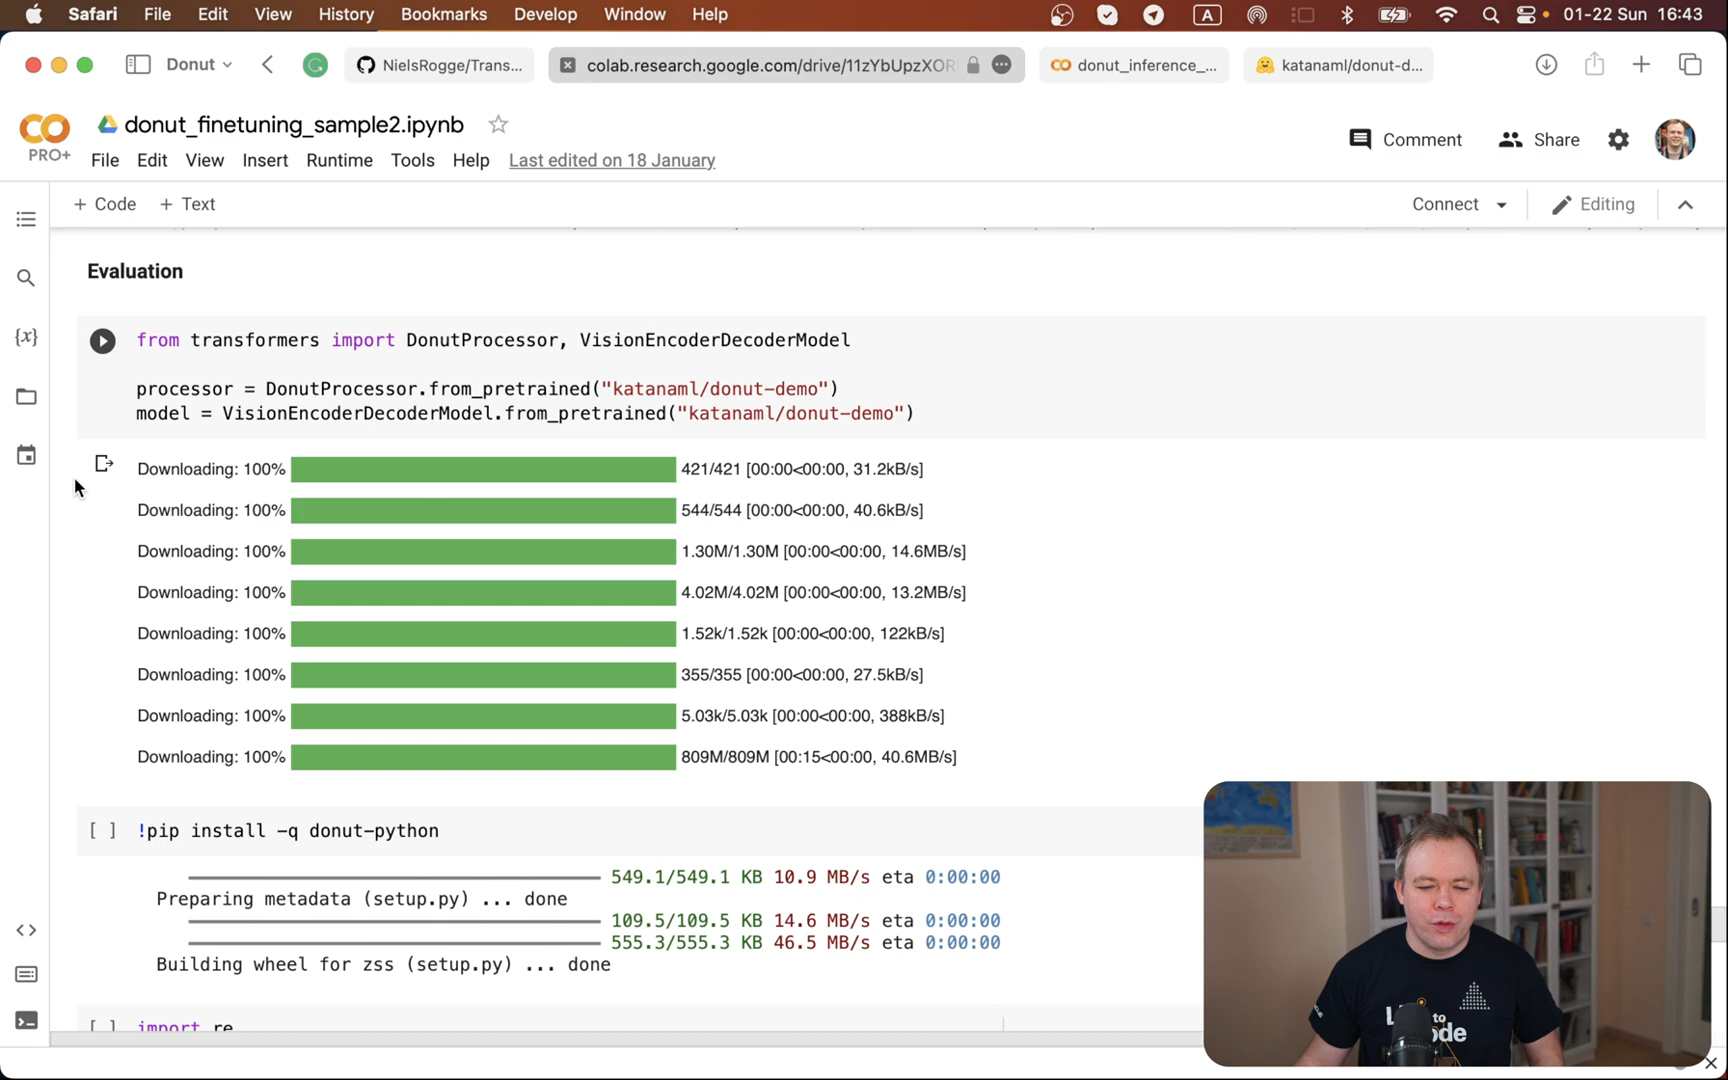 Safari File Edit View History Bookmarks Develop Window Help A 01-22 Sun 16:43
Donut NielsRogge/Trans... colab.research.google.com/drive/11zYbUpzXOR donut_inference_... katanaml/donut-d...
donut_finetuning_sample2.ipynb
PRO+
File Edit View Insert Runtime Tools Help Last edited on 18 January
Comment Share
+ Code + Text Connect Editing
{x}
Evaluation
from transformers import DonutProcessor, VisionEncoderDecoderModel
processor = DonutProcessor.from_pretrained("katanaml/donut-demo")
model = VisionEncoderDecoderModel.from_pretrained("katanaml/donut-demo")
Downloading: 100% 421/421 [00:00<00:00, 31.2kB/s]
Downloading: 100% 544/544 [00:00<00:00, 40.6kB/s]
Downloading: 100% 1.30M/1.30M [00:00<00:00, 14.6MB/s]
Downloading: 100% 4.02M/4.02M [00:00<00:00, 13.2MB/s]
Downloading: 100% 1.52k/1.52k [00:00<00:00, 122kB/s]
Downloading: 100% 355/355 [00:00<00:00, 27.5kB/s]
Downloading: 100% 5.03k/5.03k [00:00<00:00, 388kB/s]
Downloading: 100% 809M/809M [00:15<00:00, 40.6MB/s]
[ ] !pip install -q donut-python
549.1/549.1 KB 10.9 MB/s eta 0:00:00
Preparing metadata (setup.py) ... done
109.5/109.5 KB 14.6 MB/s eta 0:00:00
555.3/555.3 KB 46.5 MB/s eta 0:00:00
Building wheel for zss (setup.py) ... done
[ ] import re
to